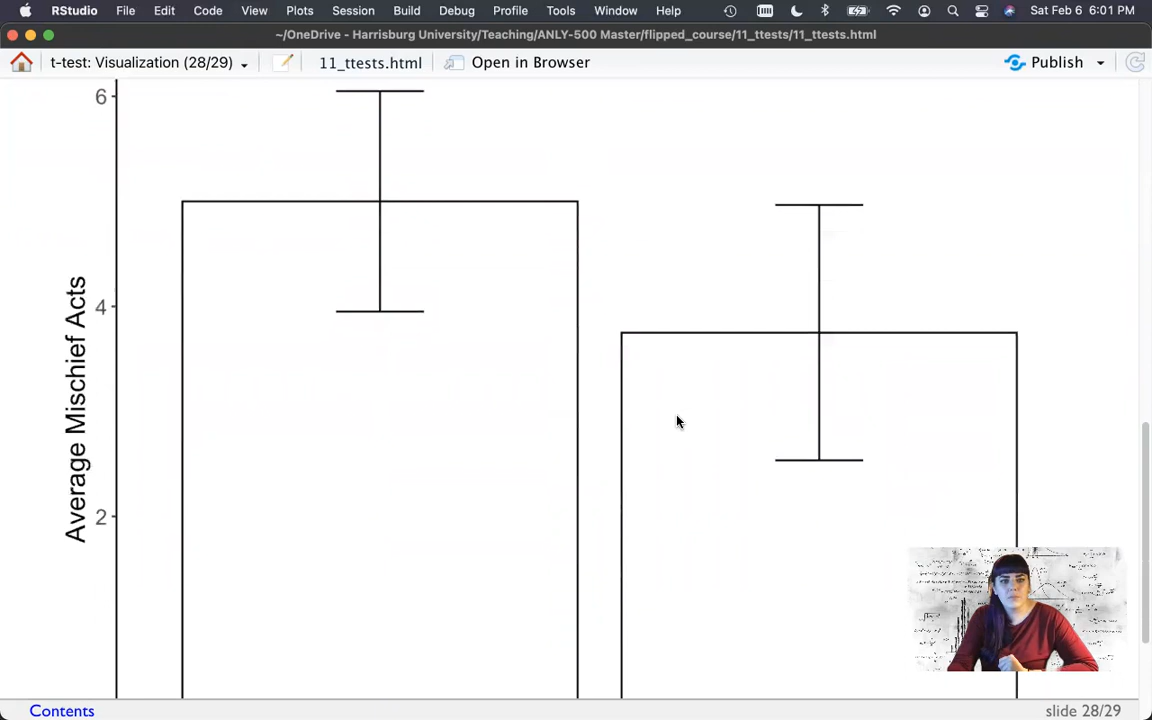 RStudio File Edit Code View Plots Session Build Debug Profile Tools Window Help Sat Feb 6 6:01 PM
~/OneDrive - Harrisburg University/Teaching/ANLY-500 Master/flipped_course/11_ttests/11_ttests.html
t-test: Visualization (28/29) 11_ttests.html Open in Browser Publish
6
4
2
Average Mischief Acts
Contents slide 28/29